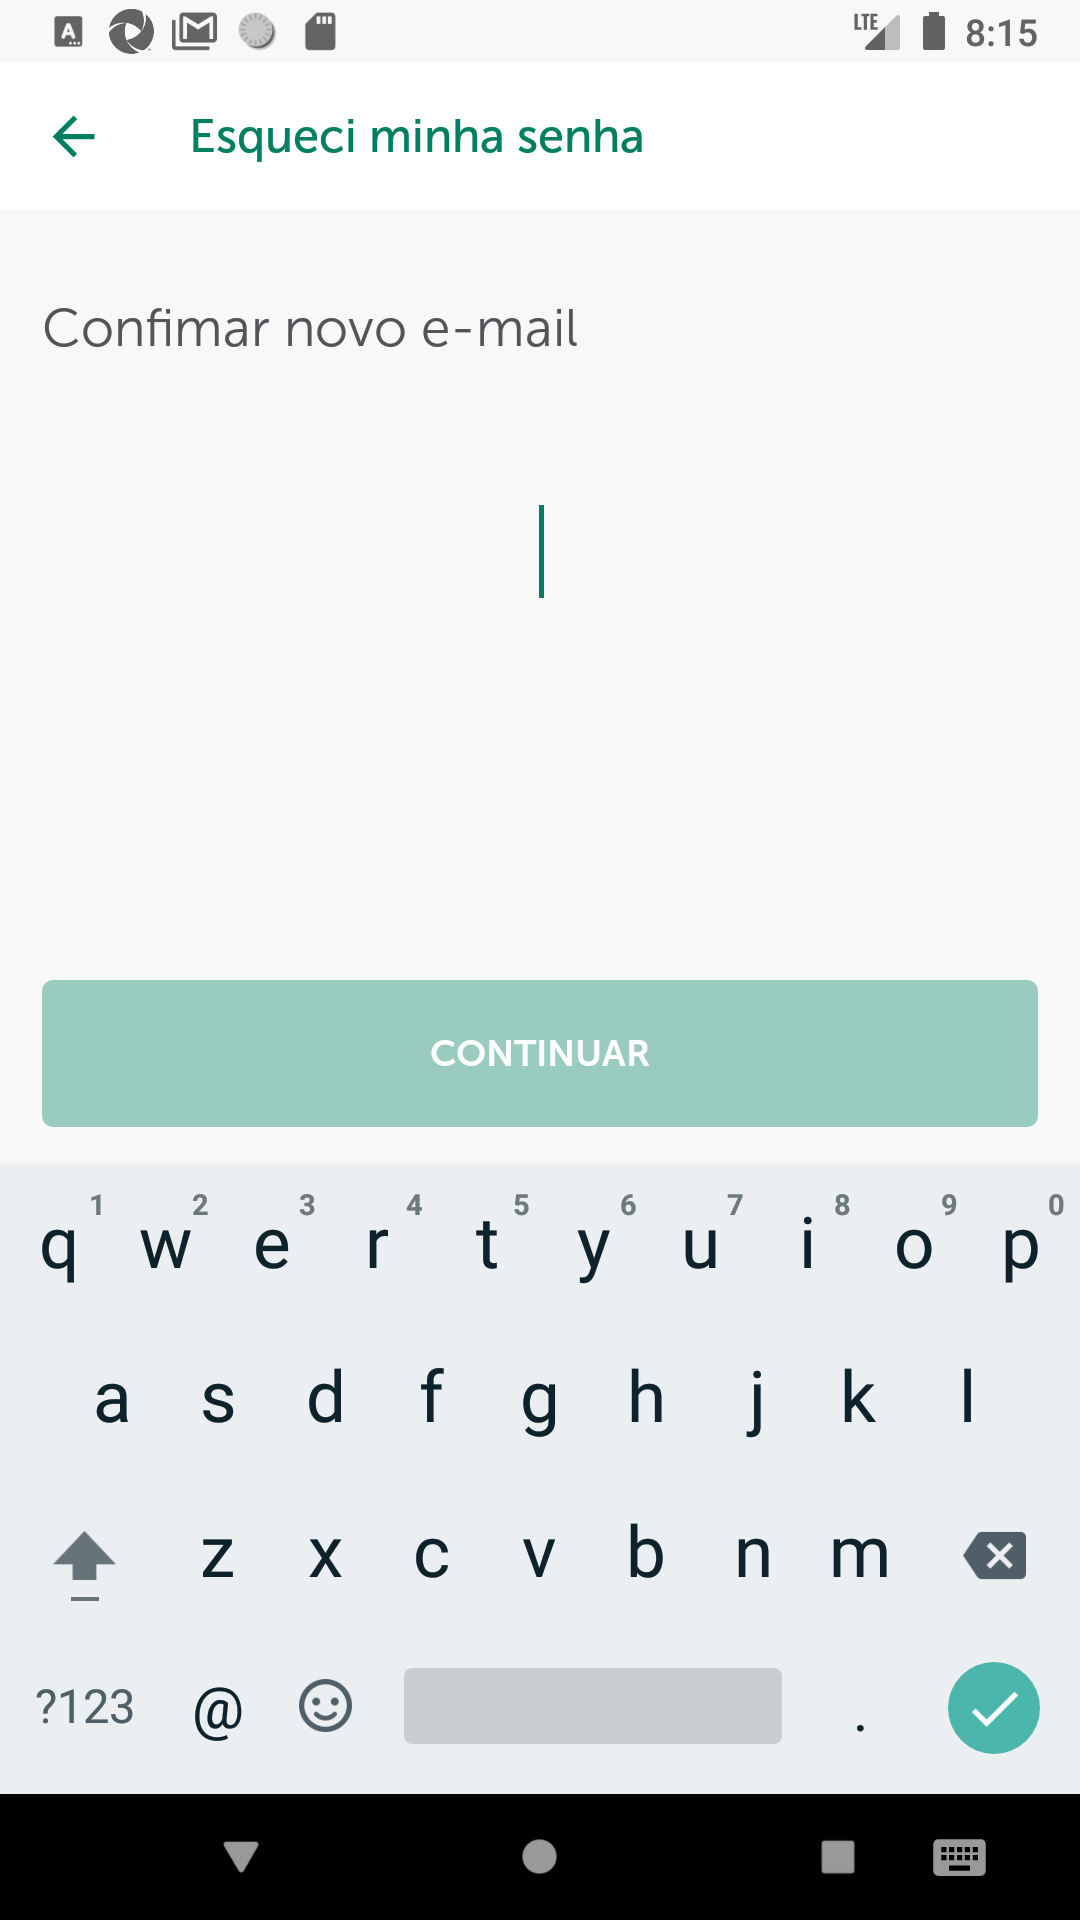 LTE 8:15
Esqueci minha senha
Confimar novo e-mail
CONTINUAR
1 2 3 4 5 6 7 8 9 0
q w e r t y u i o p
a s d f g h j k l
z x c v b n m
?123 @ .